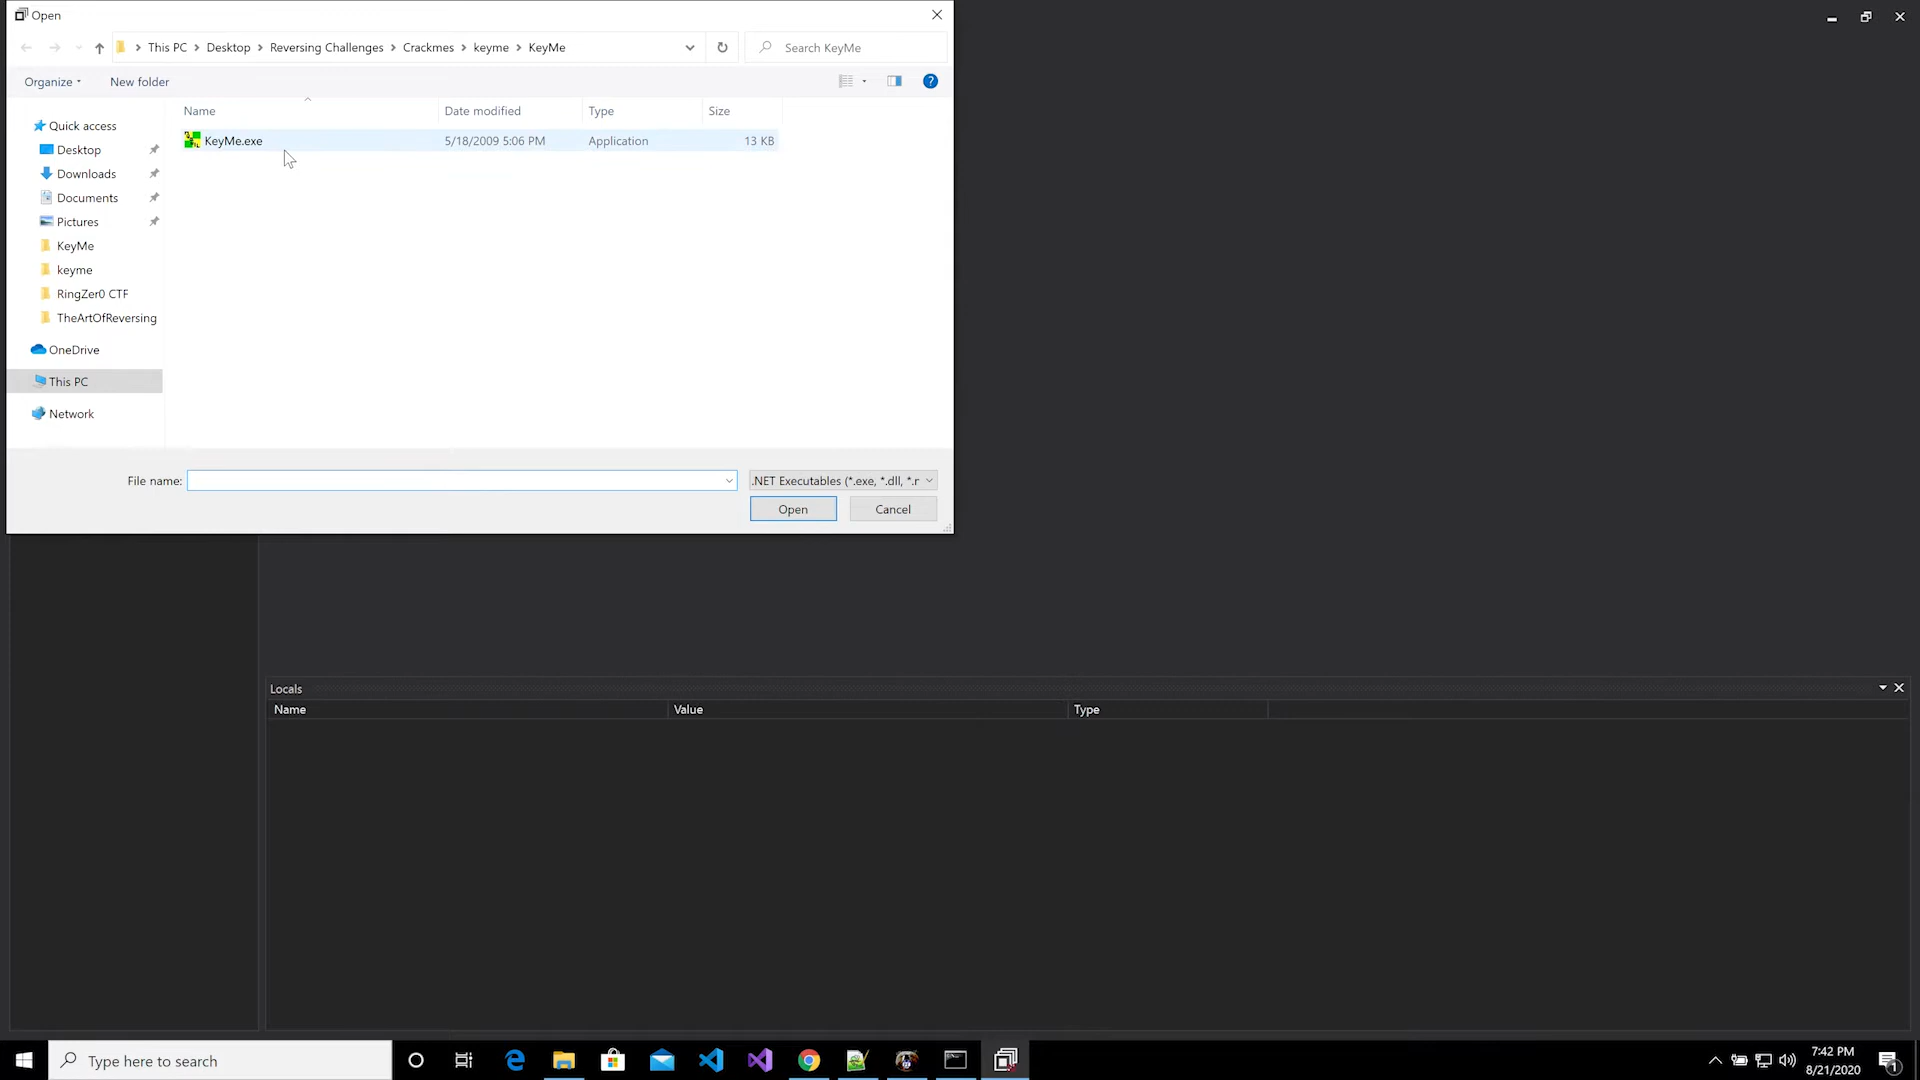 Open
This PC > Desktop > Reversing Challenges > Crackmes > keyme > KeyMe
Search KeyMe
Organize
New folder
?
Name
Date modified
Type
Size
KeyMe.exe
5/18/2009 5:06 PM
Application
13 KB
Quick access
Desktop
Downloads
Documents
Pictures
KeyMe
keyme
RingZer0 CTF
TheArtOfReversing
OneDrive
This PC
Network
File name:
.NET Executables (*.exe, *.dll, *.r
Open
Cancel
Locals
Name
Value
Type
Type here to search
7:42 PM
8/21/2020
1